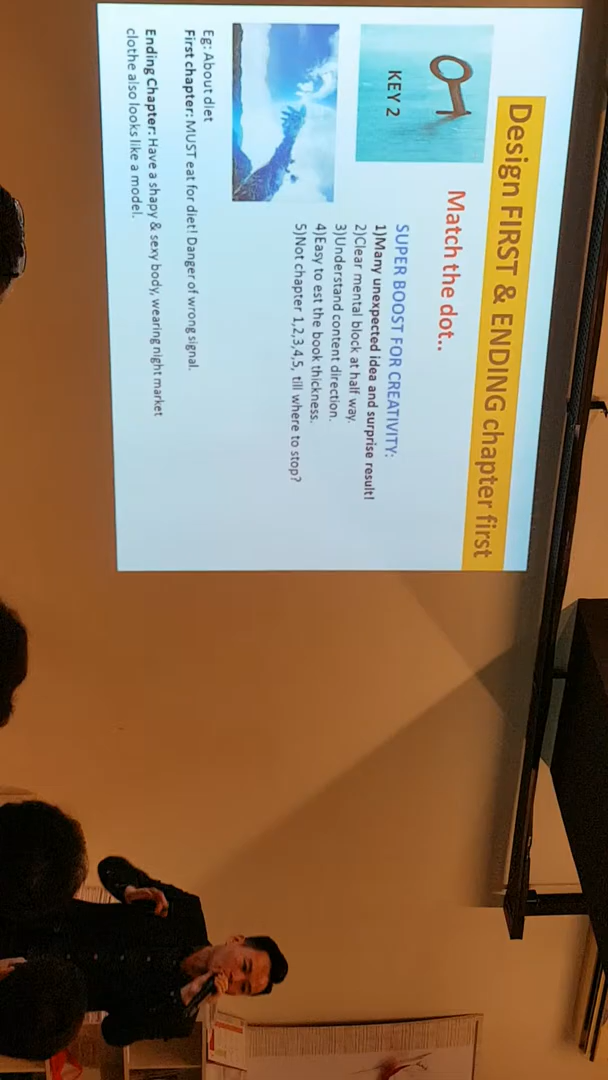 Design FIRST & ENDING chapter first
KEY 2
Match the dot..
SUPER BOOST FOR CREATIVITY:
1)Many unexpected idea and surprise result!
2)Clear mental block at half way.
3)Understand content direction.
4)Easy to est the book thickness.
5)Not chapter 1,2,3,4,5, till where to stop?
Eg: About diet
First chapter: MUST eat for diet! Danger of wrong signal.
Ending Chapter: Have a shapy & sexy body, wearing night market
clothe also looks like a model.